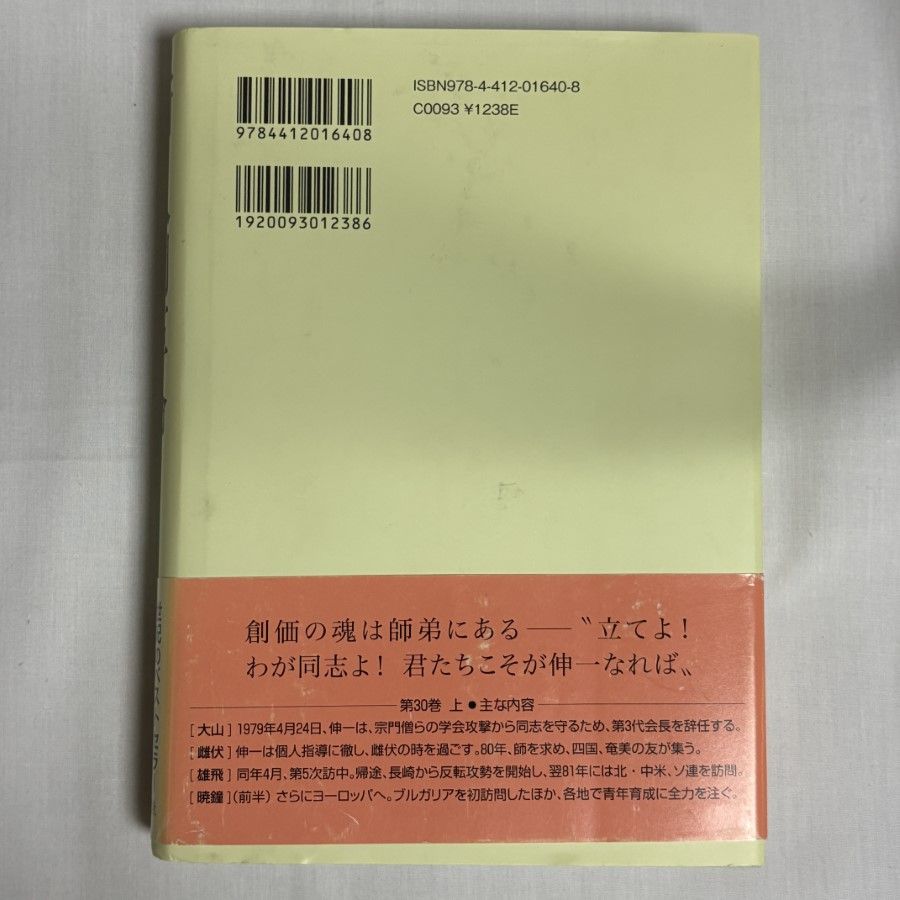 ISBN978-4-412-01640-8
C0093 ¥1238E
9784412016408
1920093012386
創価の魂は師弟にある――〝立てよ！
わが同志よ！ 君たちこそが伸一なれば〟
第30巻 上●主な内容
[大山] 1979年4月24日、伸一は、宗門僧らの学会攻撃から同志を守るため、第3代会長を辞任する。
[雌伏] 伸一は個人指導に徹し、雌伏の時を過ごす。80年、師を求め、四国、奄美の友が集う。
[雄飛] 同年4月、第5次訪中。帰途、長崎から反転攻勢を開始し、翌81年には北・中米、ソ連を訪問。
[暁鐘] (前半) さらにヨーロッパへ。ブルガリアを初訪問したほか、各地で青年育成に全力を注ぐ。